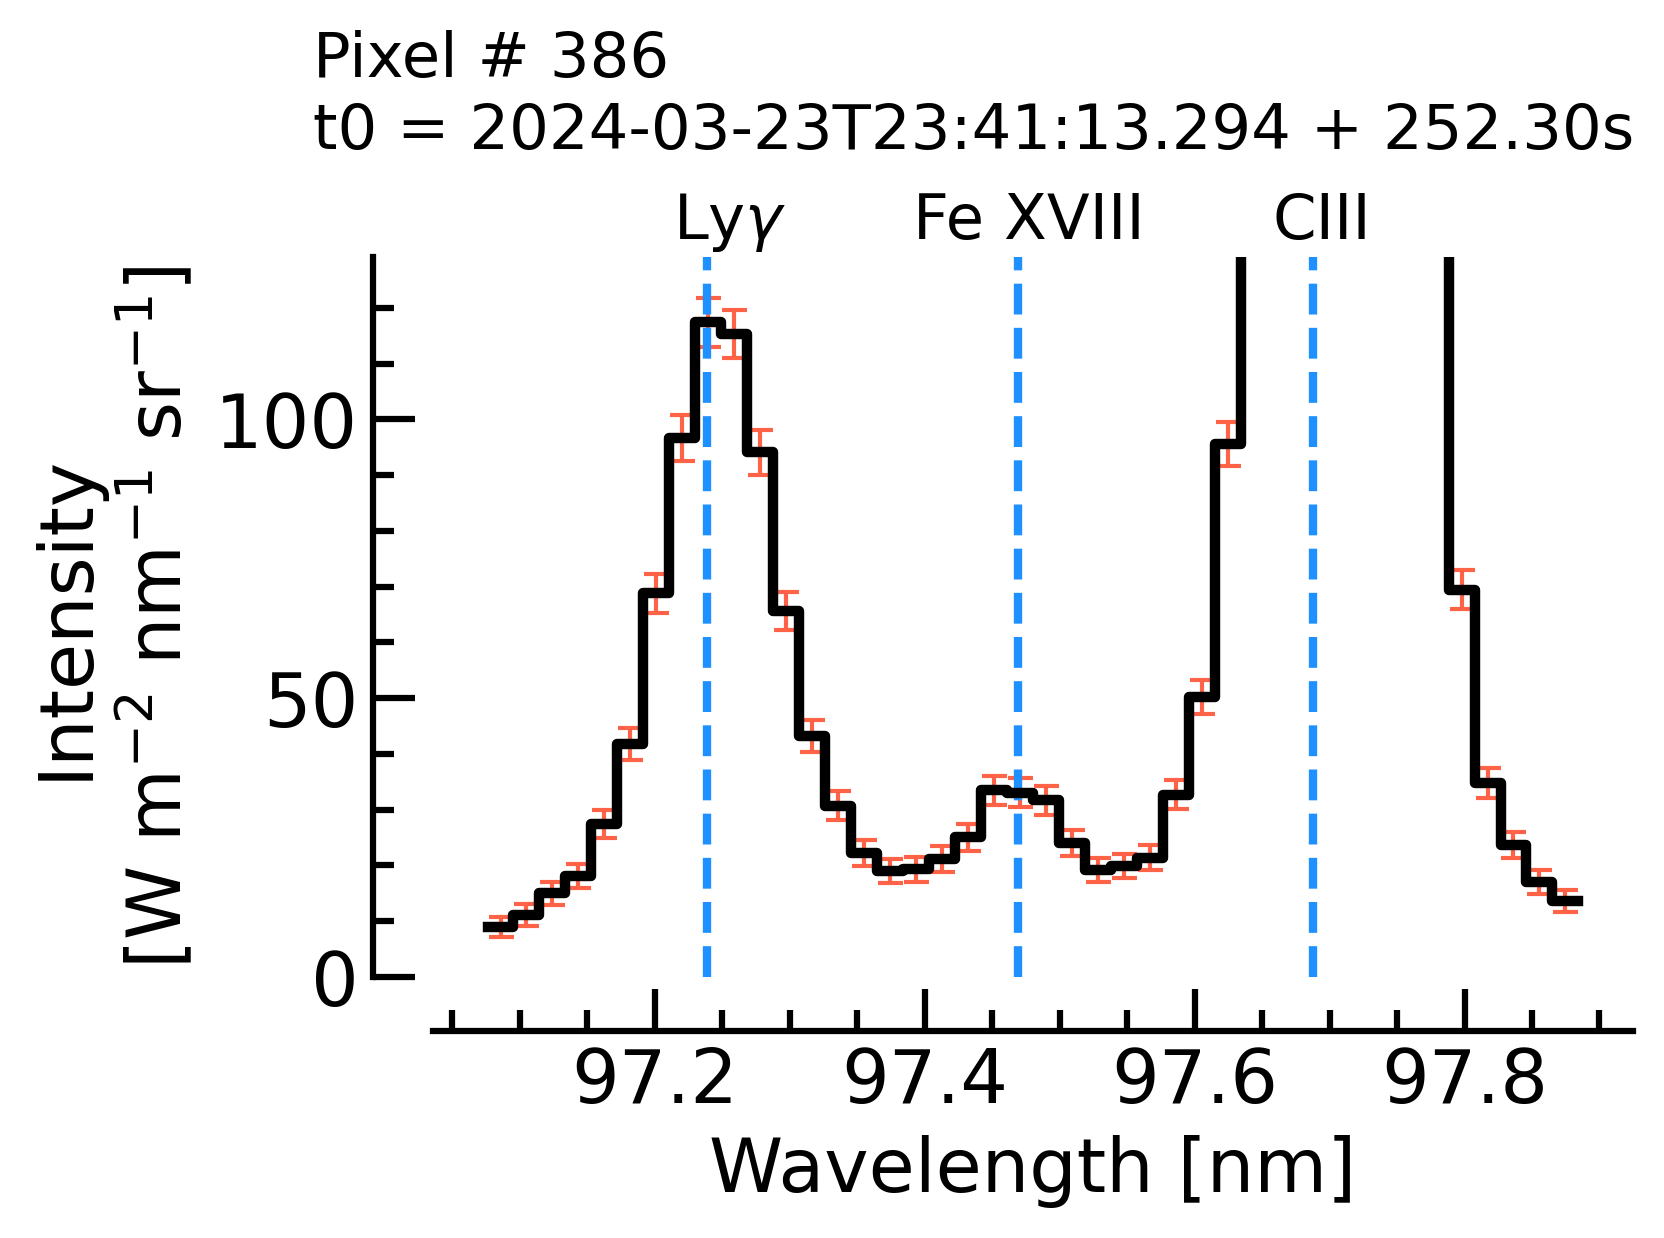 Pixel # 386
t0 = 2024-03-23T23:41:13.294 + 252.30s
Lyγ Fe XVIII CIII
Intensity
[W m⁻² nm⁻¹ sr⁻¹]
100
50
0
97.2 97.4 97.6 97.8
Wavelength [nm]